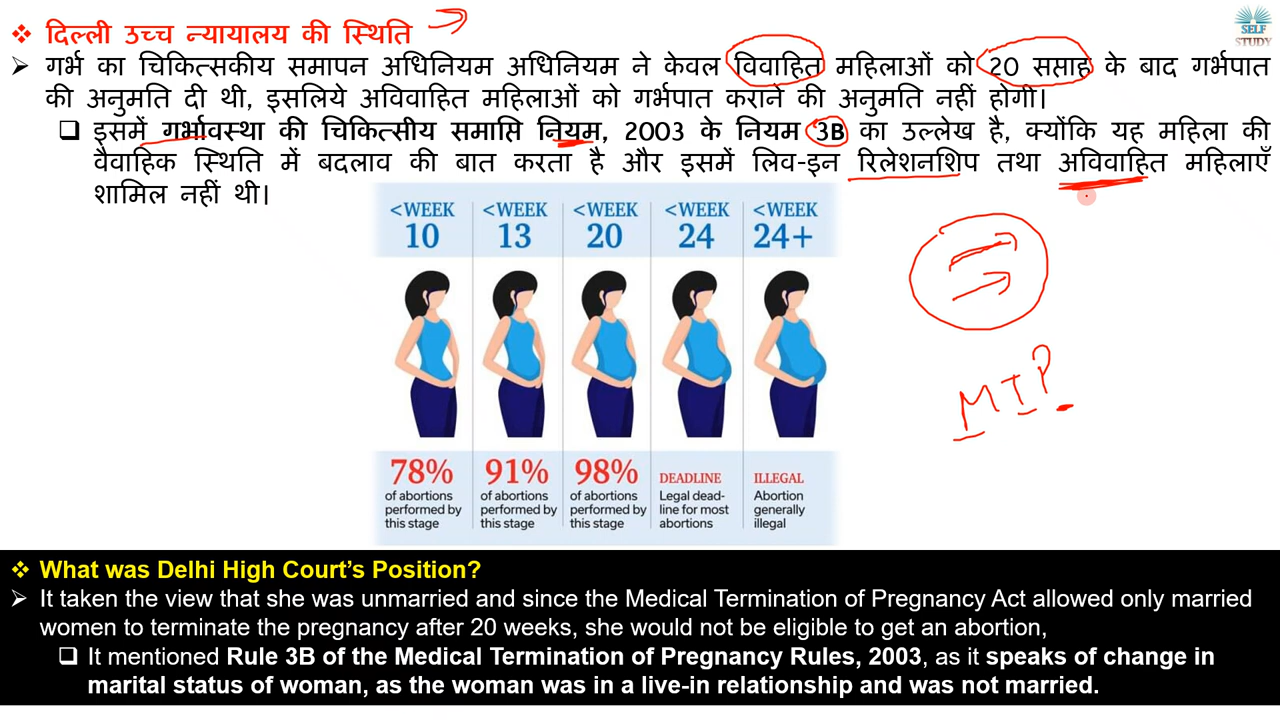 ❖ दिल्ली उच्च न्यायालय की स्थिति
SELF
STUDY
➢ गर्भ का चिकित्सकीय समापन अधिनियम अधिनियम ने केवल विवाहित महिलाओं को 20 सप्ताह के बाद गर्भपात
की अनुमति दी थी, इसलिये अविवाहित महिलाओं को गर्भपात कराने की अनुमति नहीं होगी।
❑ इसमें गर्भावस्था की चिकित्सीय समाप्ति नियम, 2003 के नियम 3B का उल्लेख है, क्योंकि यह महिला की
वैवाहिक स्थिति में बदलाव की बात करता है और इसमें लिव-इन रिलेशनशिप तथा अविवाहित महिलाएँ
शामिल नहीं थी।
<WEEK <WEEK <WEEK <WEEK <WEEK
10 13 20 24 24+
MTP
78% 91% 98% DEADLINE ILLEGAL
of abortions of abortions of abortions Legal dead- Abortion
performed by performed by performed by line for most generally
this stage this stage this stage abortions illegal
❖ What was Delhi High Court's Position?
➢ It taken the view that she was unmarried and since the Medical Termination of Pregnancy Act allowed only married
women to terminate the pregnancy after 20 weeks, she would not be eligible to get an abortion,
❑ It mentioned Rule 3B of the Medical Termination of Pregnancy Rules, 2003, as it speaks of change in
marital status of woman, as the woman was in a live-in relationship and was not married.